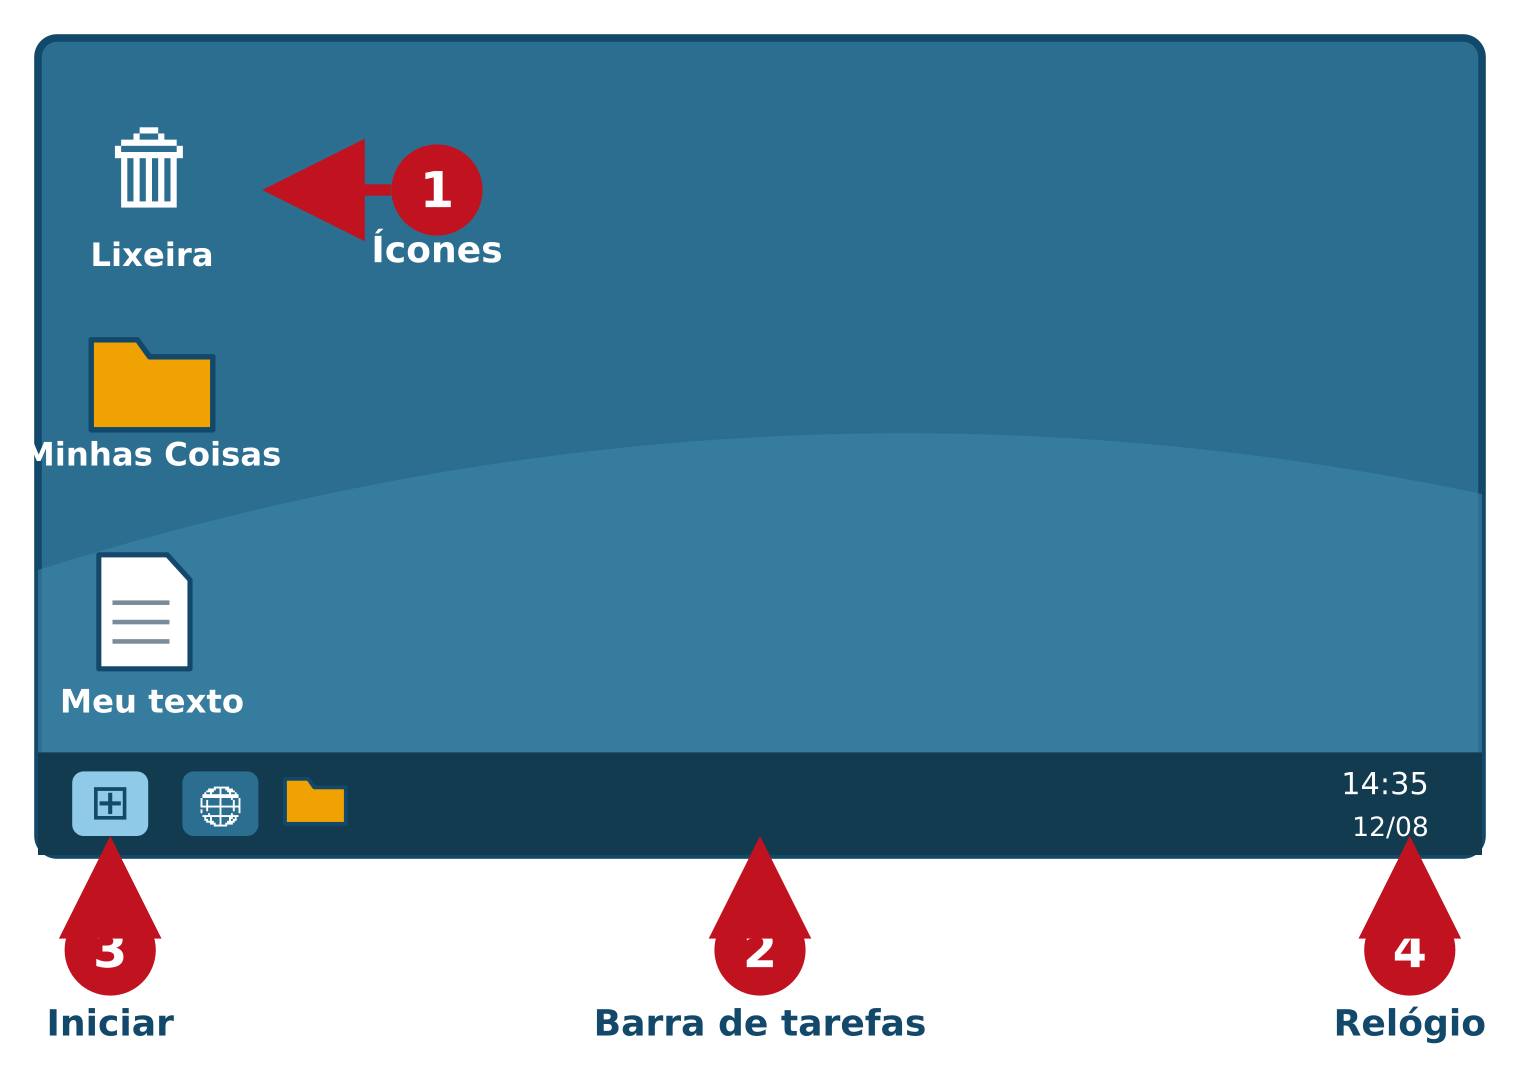 1
Lixeira
Ícones
Minhas Coisas
Meu texto
14:35
12/08
3
2
4
Iniciar
Barra de tarefas
Relógio